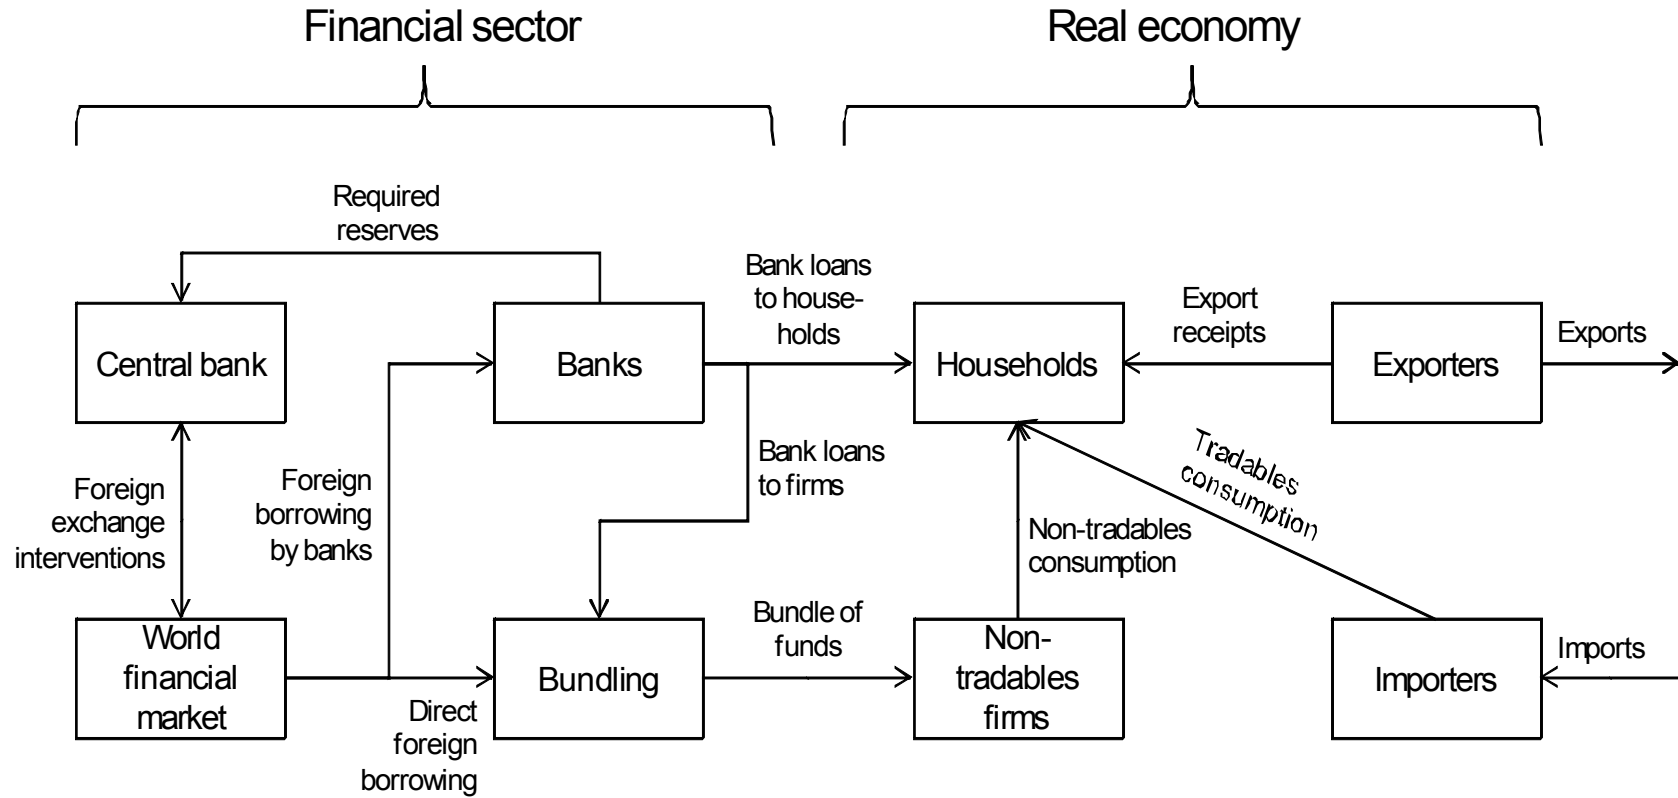 Financial sector
Real economy
Required
reserves
Bank loans
to house-
holds
Export
receipts
Exports
Central bank
Banks
Households
Exporters
Foreign
exchange
interventions
Foreign
borrowing
by banks
Bank loans
to firms
Non-tradables
consumption
Tradables
consumption
World
financial
market
Direct
foreign
borrowing
Bundling
Bundle of
funds
Non-
tradables
firms
Importers
Imports